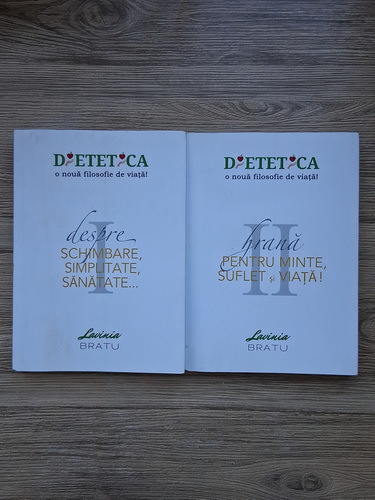 DIETETICA
o nouă filosofie de viață!
I
despre
SCHIMBARE,
SIMPLITATE,
SĂNĂTATE...
Lavinia
BRATU
DIETETICA
o nouă filosofie de viață!
II
hrană
PENTRU MINTE,
SUFLET și VIAȚĂ!
Lavinia
BRATU